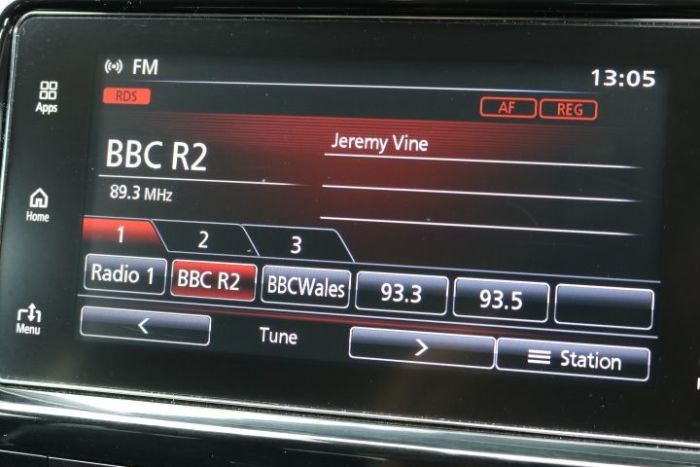 FM
13:05
RDS
AF REG
BBC R2
Jeremy Vine
89.3 MHz
1 2 3
Radio 1 BBC R2 BBCWales 93.3 93.5
< Tune > Station
Apps
Home
Menu